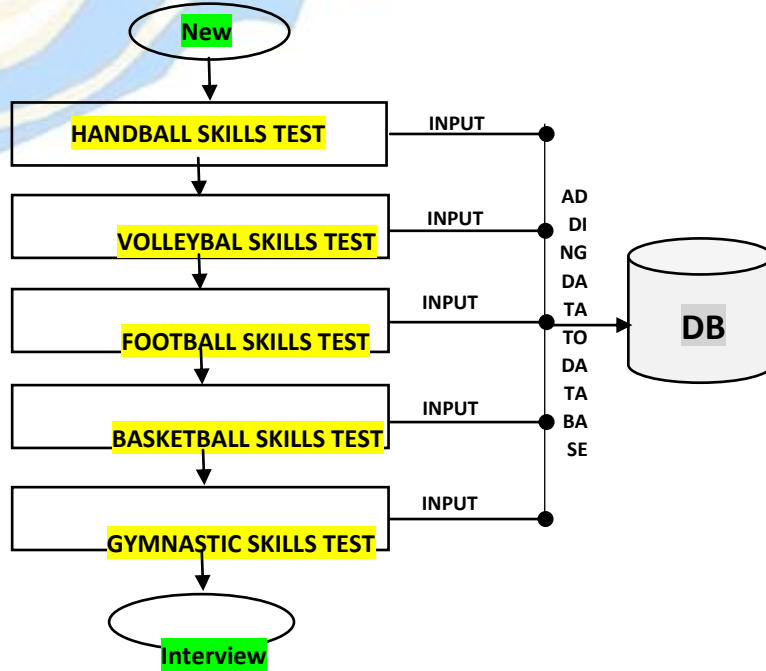 New
HANDBALL SKILLS TEST
INPUT
VOLLEYBAL SKILLS TEST
INPUT
FOOTBALL SKILLS TEST
INPUT
BASKETBALL SKILLS TEST
INPUT
GYMNASTIC SKILLS TEST
INPUT
Interview
AD
DI
NG
DA
TA
TO
DA
TA
BA
SE
DB